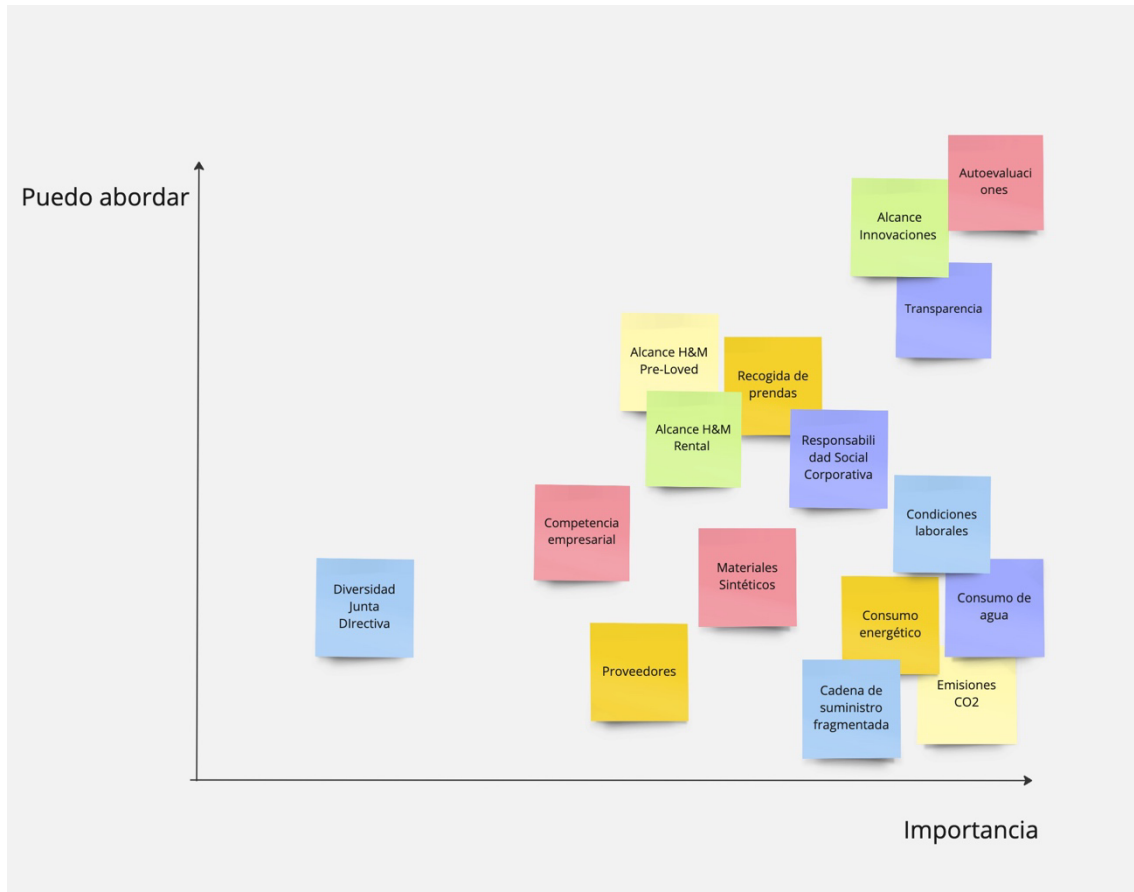 Puedo abordar
Autoevaluaci
ones
Alcance
Innovaciones
Transparencia
Alcance H&M
Pre-Loved
Recogida de
prendas
Alcance H&M
Rental
Responsabili
dad Social
Corporativa
Competencia
empresarial
Condiciones
laborales
Materiales
Sintéticos
Diversidad
Junta
DIrectiva
Consumo de
agua
Consumo
energético
Proveedores
Cadena de
suministro
fragmentada
Emisiones
CO2
Importancia